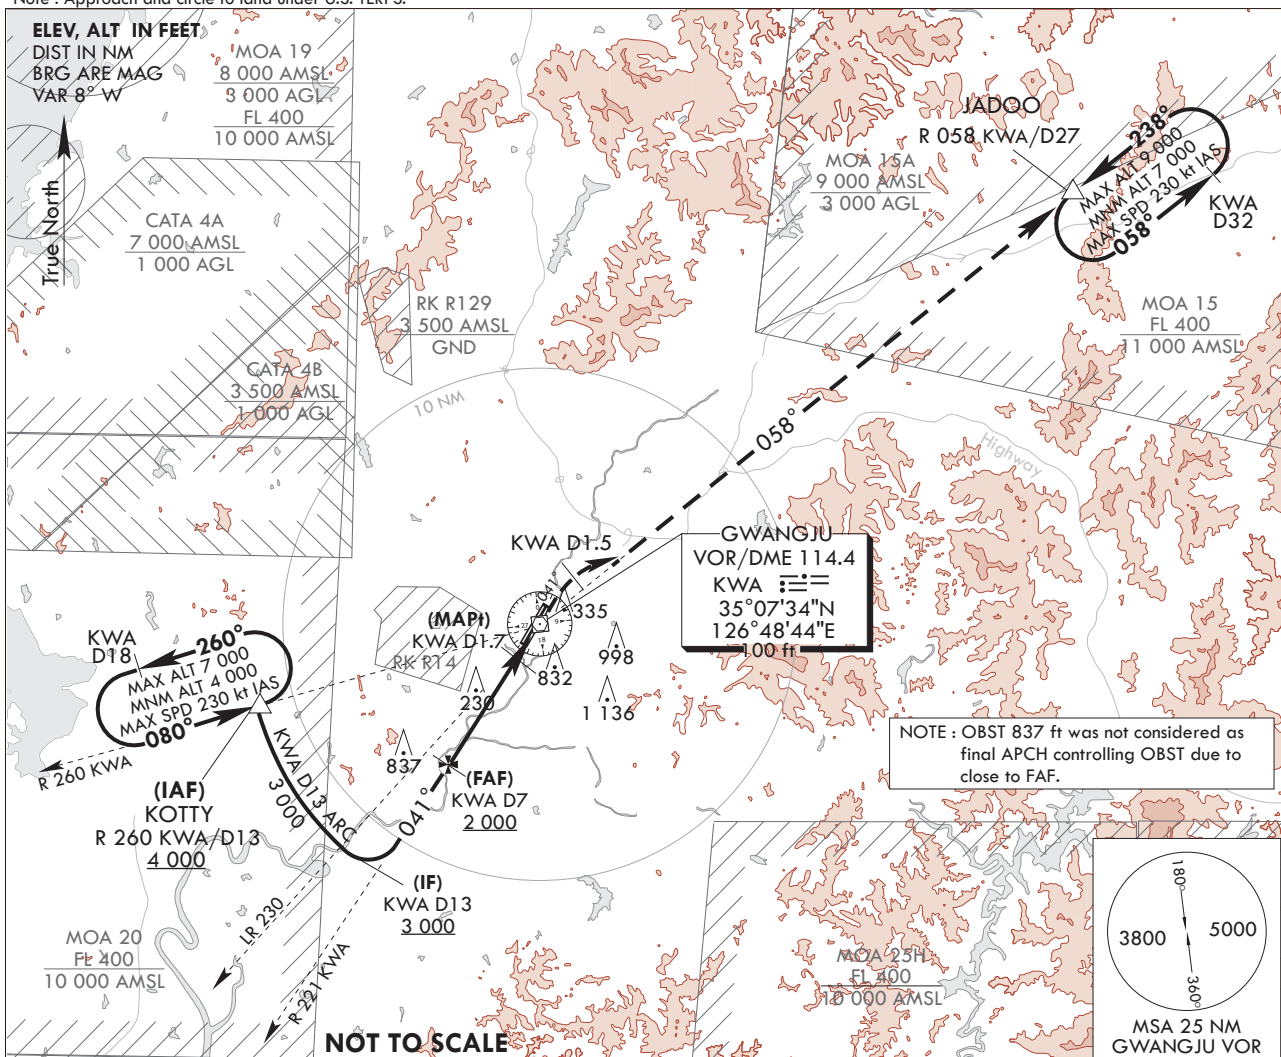 Note : Approach and circle to land under U.S. TERPS.
ELEV, ALT IN FEET
DIST IN NM
BRG ARE MAG
VAR 8° W
True North
MOA 19
8 000 AMSL
3 000 AGL
FL 400
10 000 AMSL
CATA 4A
7 000 AMSL
1 000 AGL
RK R129
3 500 AMSL
GND
CATA 4B
3 500 AMSL
1 000 AGL
10 NM
JADOO
R 058 KWA/D27
MOA 15A
9 000 AMSL
3 000 AGL
238°
MAX ALT 9 000
MNM ALT 7 000
MAX SPD 230 kt IAS
058°
KWA
D32
MOA 15
FL 400
11 000 AMSL
058°
Highway
KWA D1.5
GWANGJU
VOR/DME 114.4
KWA
35°07'34"N
126°48'44"E
100 ft
041°
335
(MAPt)
KWA D1.7
RK R14
998
832
230
1 136
837
KWA
D18
260°
MAX ALT 7 000
MNM ALT 4 000
MAX SPD 230 kt IAS
080°
R 260 KWA
(IAF)
KOTTY
R 260 KWA/D13
4 000
KWA D13 ARC
3 000
041°
(FAF)
KWA D7
2 000
(IF)
KWA D13
3 000
LR 230
R 221 KWA
NOTE : OBST 837 ft was not considered as
final APCH controlling OBST due to
close to FAF.
MOA 20
FL 400
10 000 AMSL
MOA 25H
FL 400
10 000 AMSL
NOT TO SCALE
180°
3800
5000
360°
MSA 25 NM
GWANGJU VOR